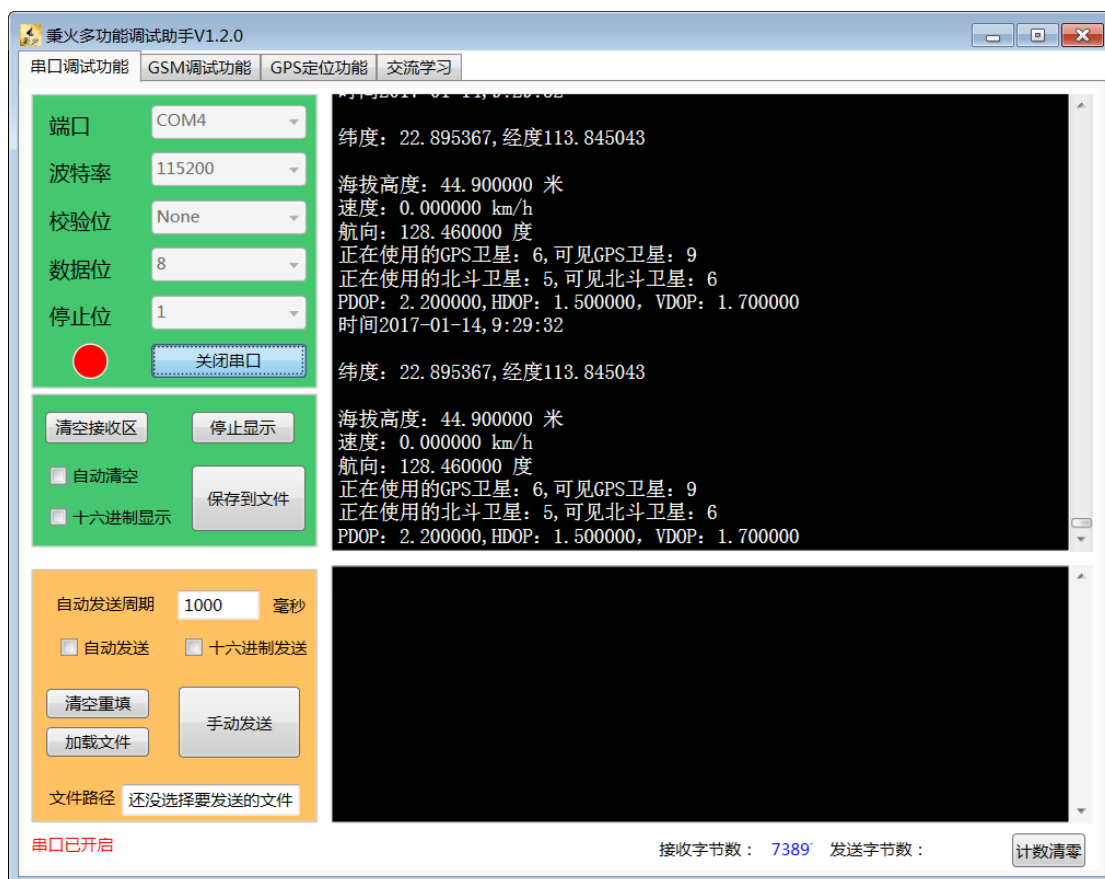 秉火多功能调试助手V1.2.0
串口调试功能 GSM调试功能 GPS定位功能 交流学习
端口 COM4
波特率 115200
校验位 None
数据位 8
停止位 1
关闭串口
清空接收区 停止显示
自动清空
保存到文件
十六进制显示
自动发送周期 1000 毫秒
自动发送 十六进制发送
清空重填
手动发送
加载文件
文件路径 还没选择要发送的文件
纬度: 22.895367,经度113.845043
海拔高度: 44.900000 米
速度: 0.000000 km/h
航向: 128.460000 度
正在使用的GPS卫星: 6,可见GPS卫星: 9
正在使用的北斗卫星: 5,可见北斗卫星: 6
PDOP: 2.200000,HDOP: 1.500000, VDOP: 1.700000
时间2017-01-14,9:29:32
纬度: 22.895367,经度113.845043
海拔高度: 44.900000 米
速度: 0.000000 km/h
航向: 128.460000 度
正在使用的GPS卫星: 6,可见GPS卫星: 9
正在使用的北斗卫星: 5,可见北斗卫星: 6
PDOP: 2.200000,HDOP: 1.500000, VDOP: 1.700000
串口已开启 接收字节数: 7389 发送字节数: 计数清零